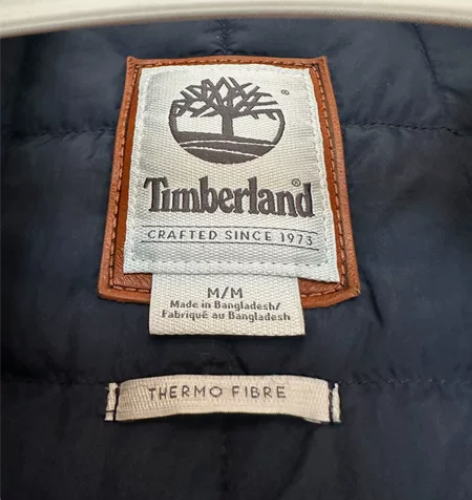 ®
Timberland®
CRAFTED SINCE 1973
M/M
Made in Bangladesh/
Fabriqué au Bangladesh
THERMO FIBRE